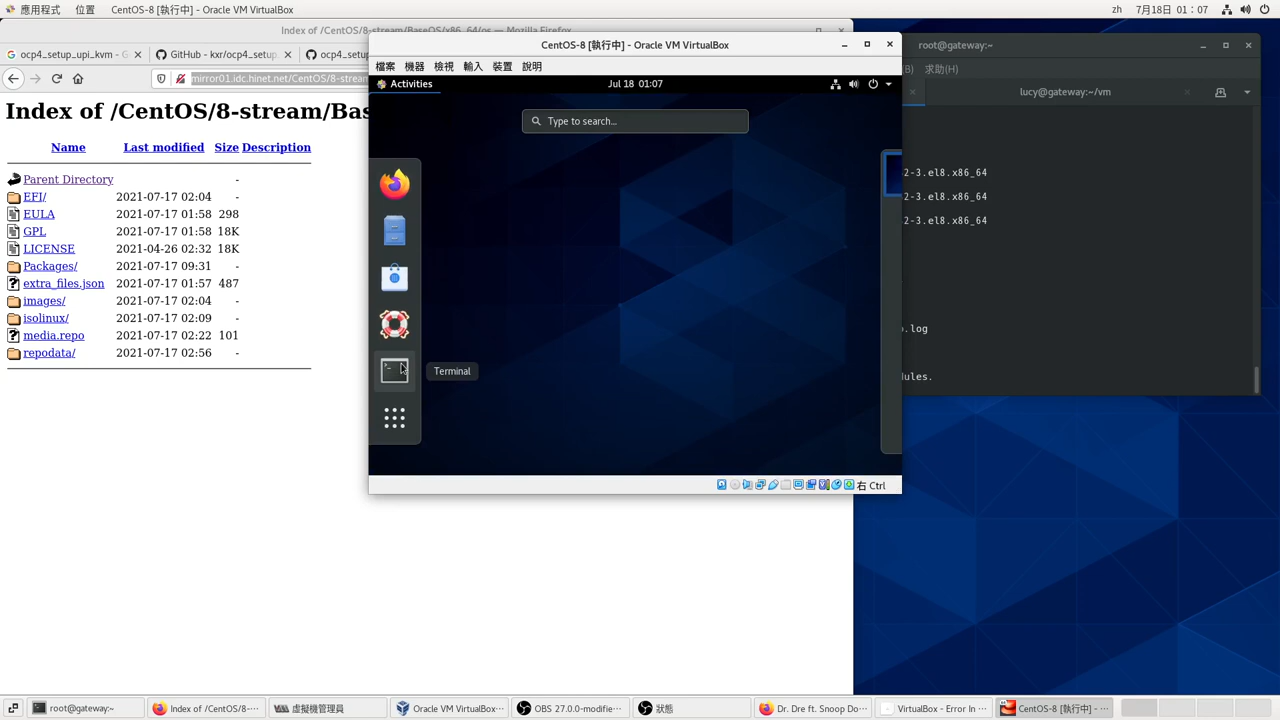 應用程式 位置 CentOS-8 [執行中] - Oracle VM VirtualBox zh 7月18日 01：07
Index of /CentOS/8-stream/BaseOS/x86_64/os — Mozilla Firefox
ocp4_setup_upi_kvm - G GitHub - kxr/ocp4_setup ocp4_setup
mirror01.idc.hinet.net/CentOS/8-stream
Index of /CentOS/8-stream/Bas
Name Last modified Size Description
Parent Directory -
EFI/ 2021-07-17 02:04 -
EULA 2021-07-17 01:58 298
GPL 2021-07-17 01:58 18K
LICENSE 2021-04-26 02:32 18K
Packages/ 2021-07-17 09:31 -
extra_files.json 2021-07-17 01:57 487
images/ 2021-07-17 02:04 -
isolinux/ 2021-07-17 02:09 -
media.repo 2021-07-17 02:22 101
repodata/ 2021-07-17 02:56 -
CentOS-8 [執行中] - Oracle VM VirtualBox
檔案 機器 檢視 輸入 裝置 說明
Activities Jul 18 01:07
Type to search...
Terminal
右 Ctrl
root@gateway:~
(B) 求助(H)
lucy@gateway:~/vm
2-3.el8.x86_64
2-3.el8.x86_64
2-3.el8.x86_64
.log
dules.
root@gateway:~ Index of /CentOS/8-... 虛擬機管理員 Oracle VM VirtualBox... OBS 27.0.0-modifie... 狀態 Dr. Dre ft. Snoop Do... VirtualBox - Error In ... CentOS-8 [執行中] - ...